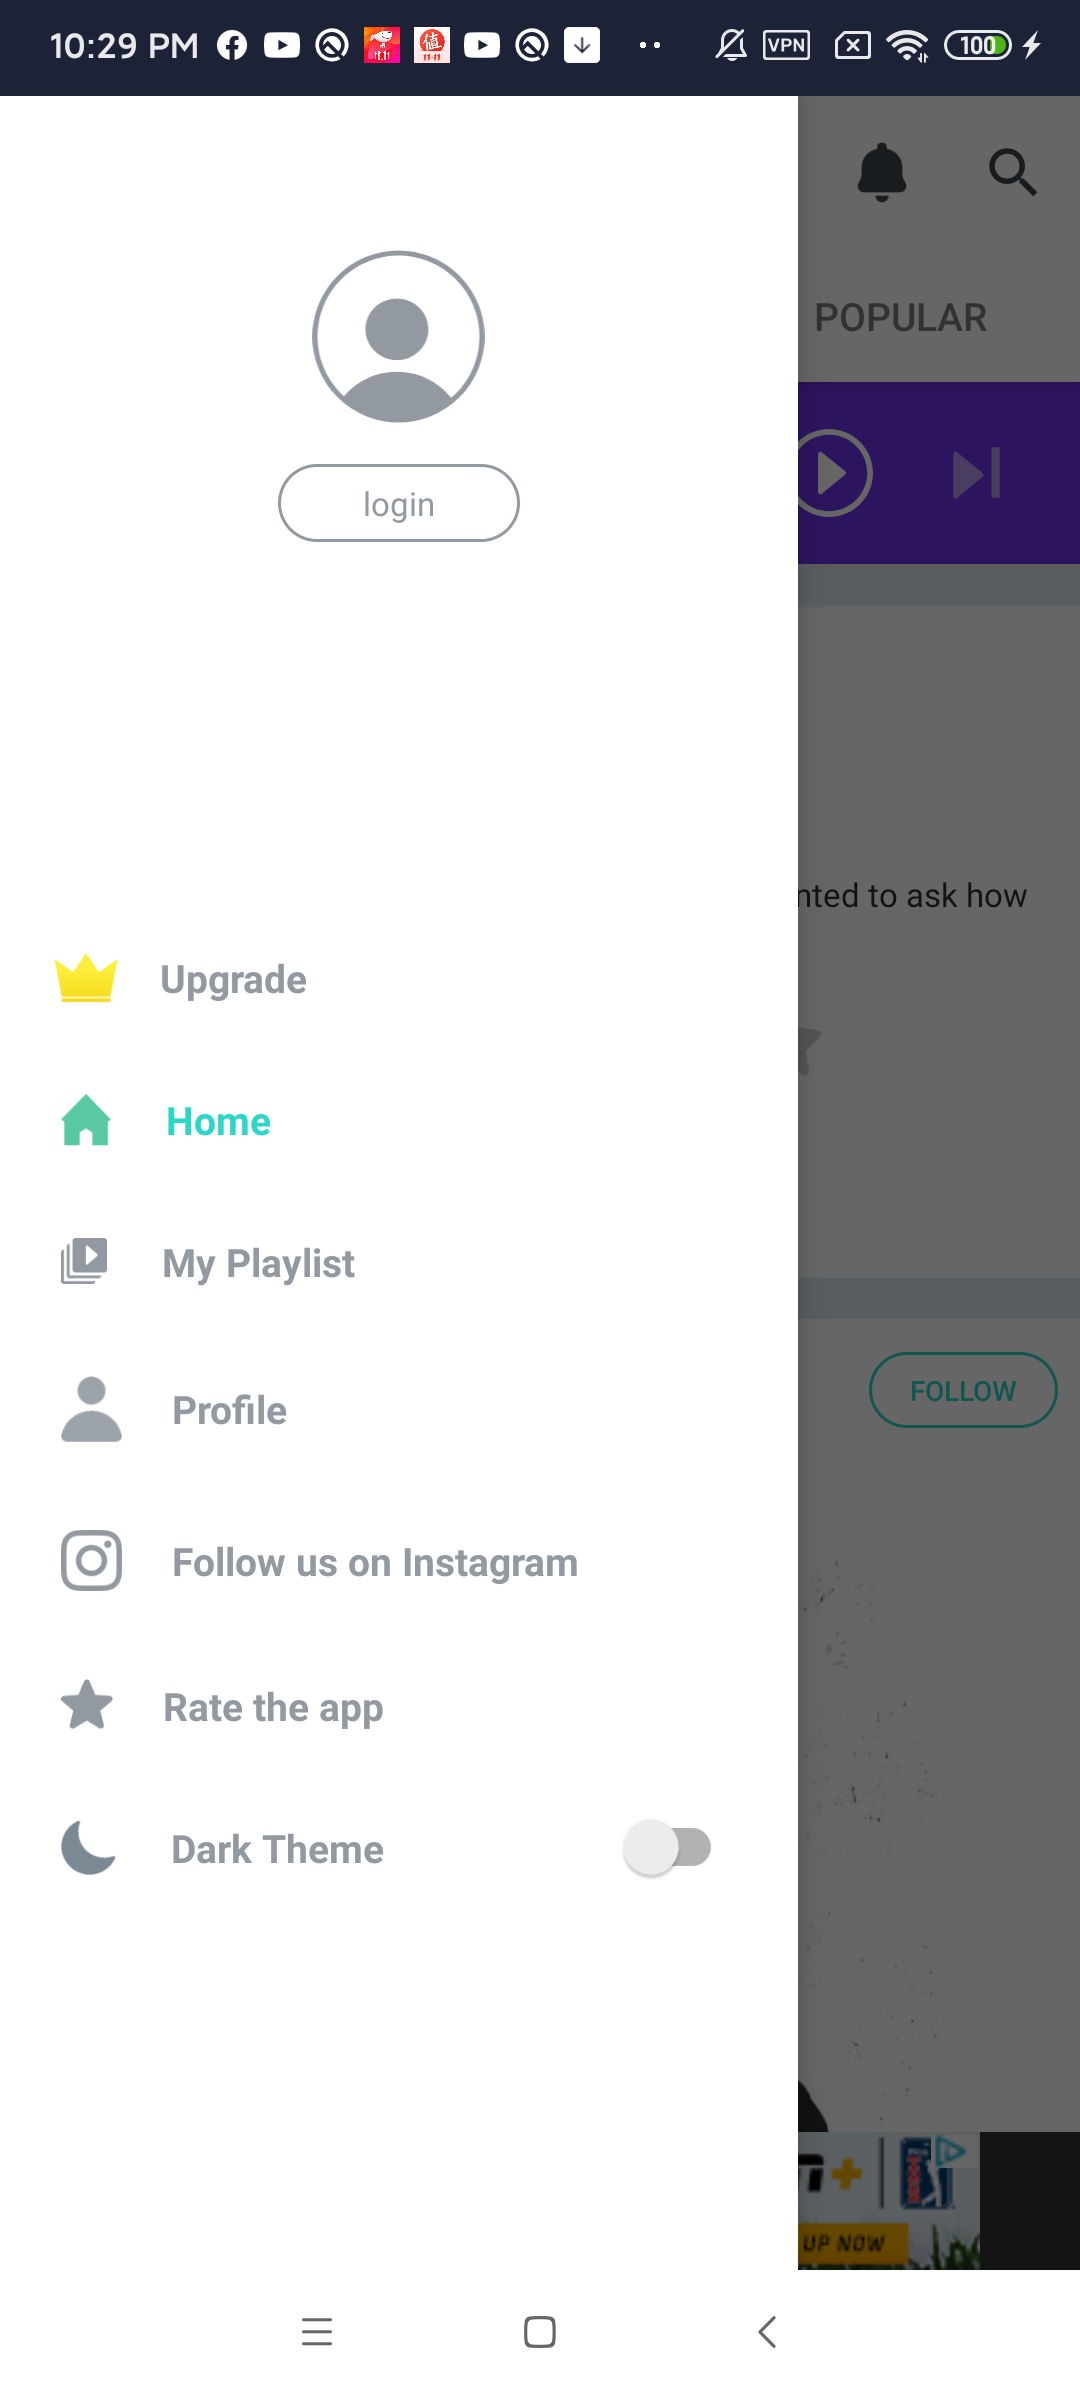 10:29 PM
VPN
100
POPULAR
login
nted to ask how
Upgrade
Home
My Playlist
Profile
FOLLOW
Follow us on Instagram
Rate the app
Dark Theme
UP NOW